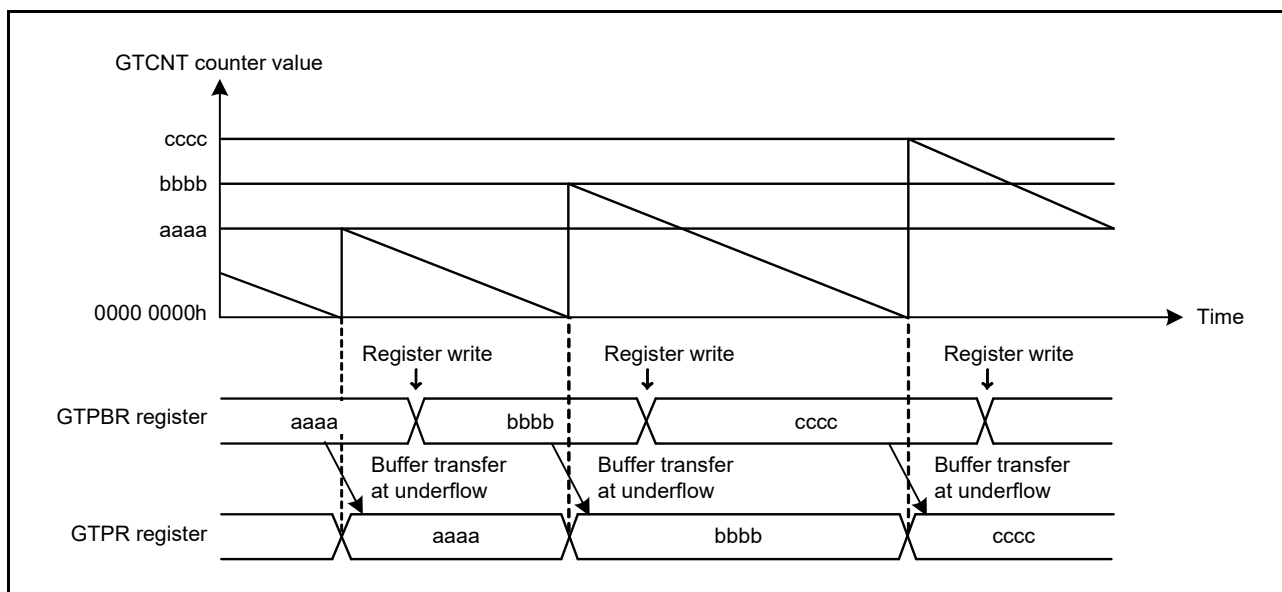 GTCNT counter value
cccc
bbbb
aaaa
0000 0000h
Time
Register write
Register write
Register write
GTPBR register
aaaa
bbbb
cccc
Buffer transfer
at underflow
Buffer transfer
at underflow
Buffer transfer
at underflow
GTPR register
aaaa
bbbb
cccc